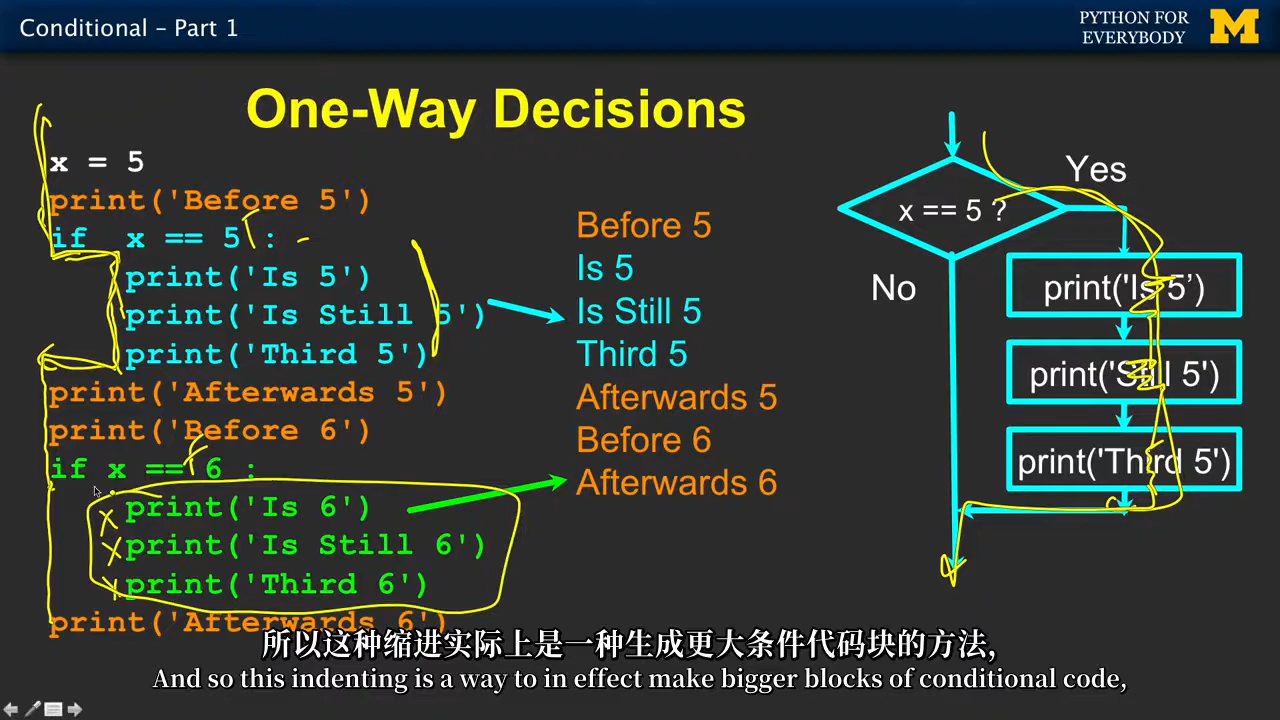 Conditional – Part 1
PYTHON FOR
EVERYBODY
M
One-Way Decisions
x = 5
print('Before 5')
if  x == 5 :
print('Is 5')
print('Is Still 5')
print('Third 5')
print('Afterwards 5')
print('Before 6')
if x == 6 :
print('Is 6')
print('Is Still 6')
print('Third 6')
print('Afterwards 6')
Before 5
Is 5
Is Still 5
Third 5
Afterwards 5
Before 6
Afterwards 6
Yes
x == 5 ?
No
print('Is 5’)
print('Still 5')
print('Third 5')
所以这种缩进实际上是一种生成更大条件代码块的方法,
And so this indenting is a way to in effect make bigger blocks of conditional code,